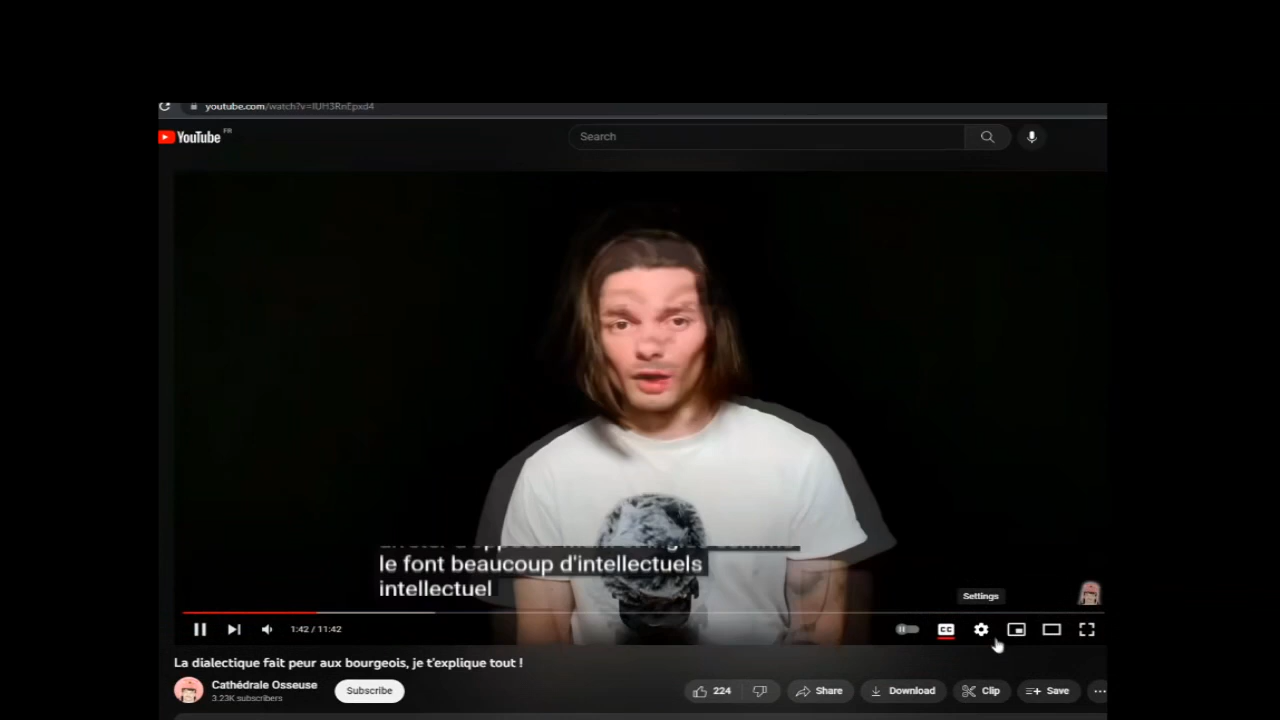 youtube.com/watch?v=IUH3RnEpxd4
YouTube FR
Search
le font beaucoup d'intellectuels
intellectuel
Settings
1:42 / 11:42
CC
La dialectique fait peur aux bourgeois, je t'explique tout !
Cathédrale Osseuse
3.23K subscribers
Subscribe
224
Share
Download
Clip
Save